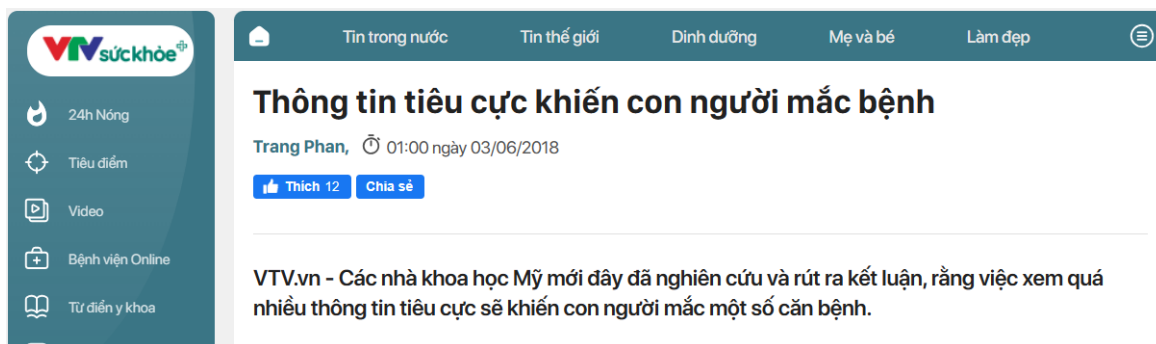 VTV sức khỏe
24h Nóng
Tiêu điểm
Video
Bệnh viện Online
Từ điển y khoa
Tin trong nước Tin thế giới Dinh dưỡng Mẹ và bé Làm đẹp
Thông tin tiêu cực khiến con người mắc bệnh
Trang Phan, 01:00 ngày 03/06/2018
Thích 12 Chia sẻ
VTV.vn - Các nhà khoa học Mỹ mới đây đã nghiên cứu và rút ra kết luận, rằng việc xem quá
nhiều thông tin tiêu cực sẽ khiến con người mắc một số căn bệnh.